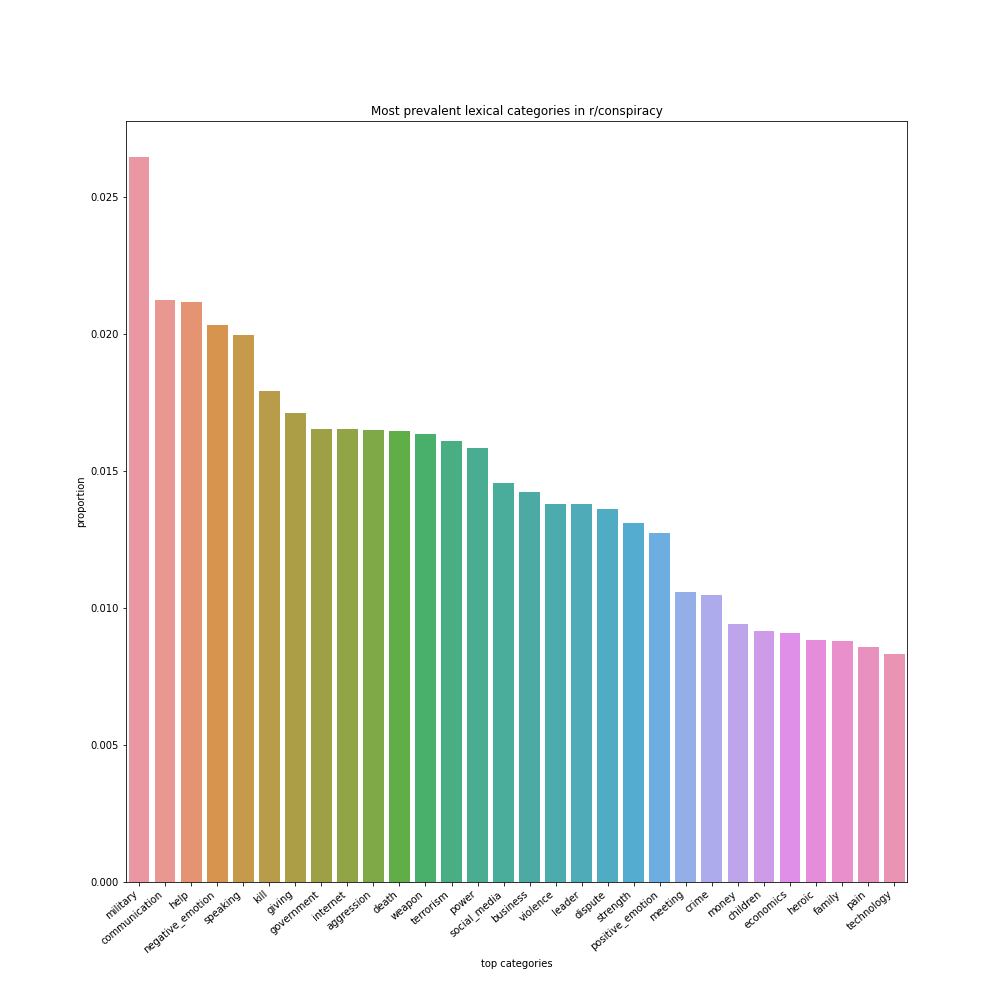 Most prevalent lexical categories in r/conspiracy
0.025
0.020
0.015
0.010
0.005
0.000
proportion
military
communication
help
negative_emotion
speaking
kill
giving
government
internet
aggression
death
weapon
terrorism
power
social_media
business
violence
leader
dispute
strength
positive_emotion
meeting
crime
money
children
economics
heroic
family
pain
technology
top categories